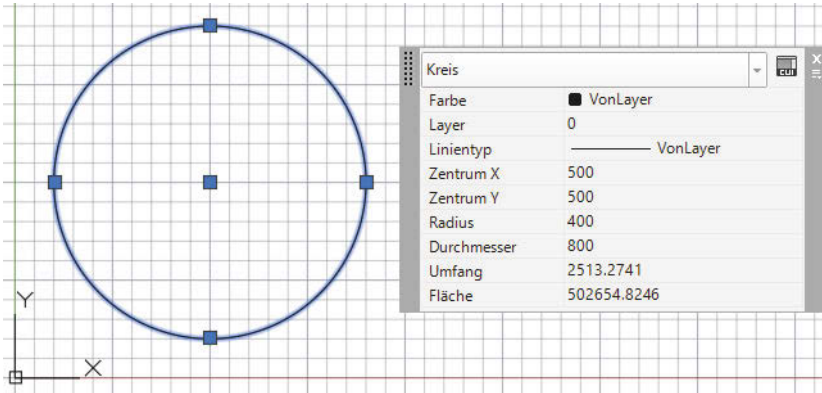 Kreis
CUI
Farbe VonLayer
Layer 0
Linientyp VonLayer
Zentrum X 500
Zentrum Y 500
Radius 400
Durchmesser 800
Umfang 2513.2741
Fläche 502654.8246
Y
X